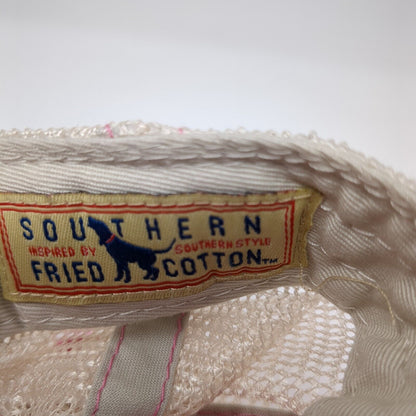 SOUTHERN
INSPIRED BY SOUTHERN STYLE
FRIED COTTON™